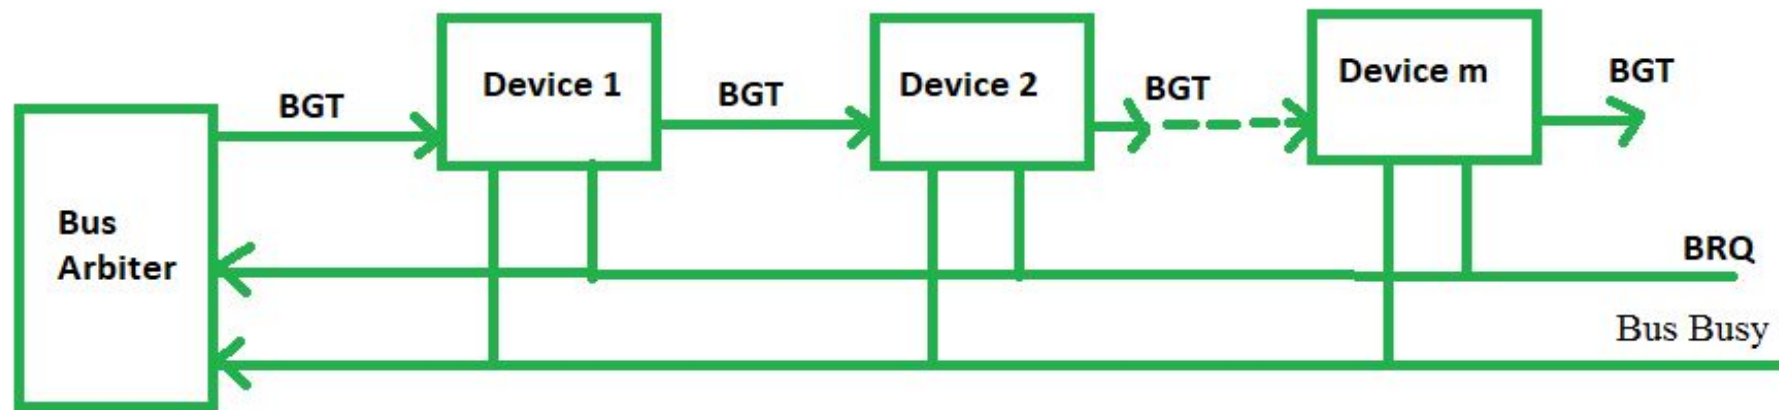 Device 1
Device 2
Device m
BGT
BGT
BGT
BGT
Bus
Arbiter
BRQ
Bus Busy